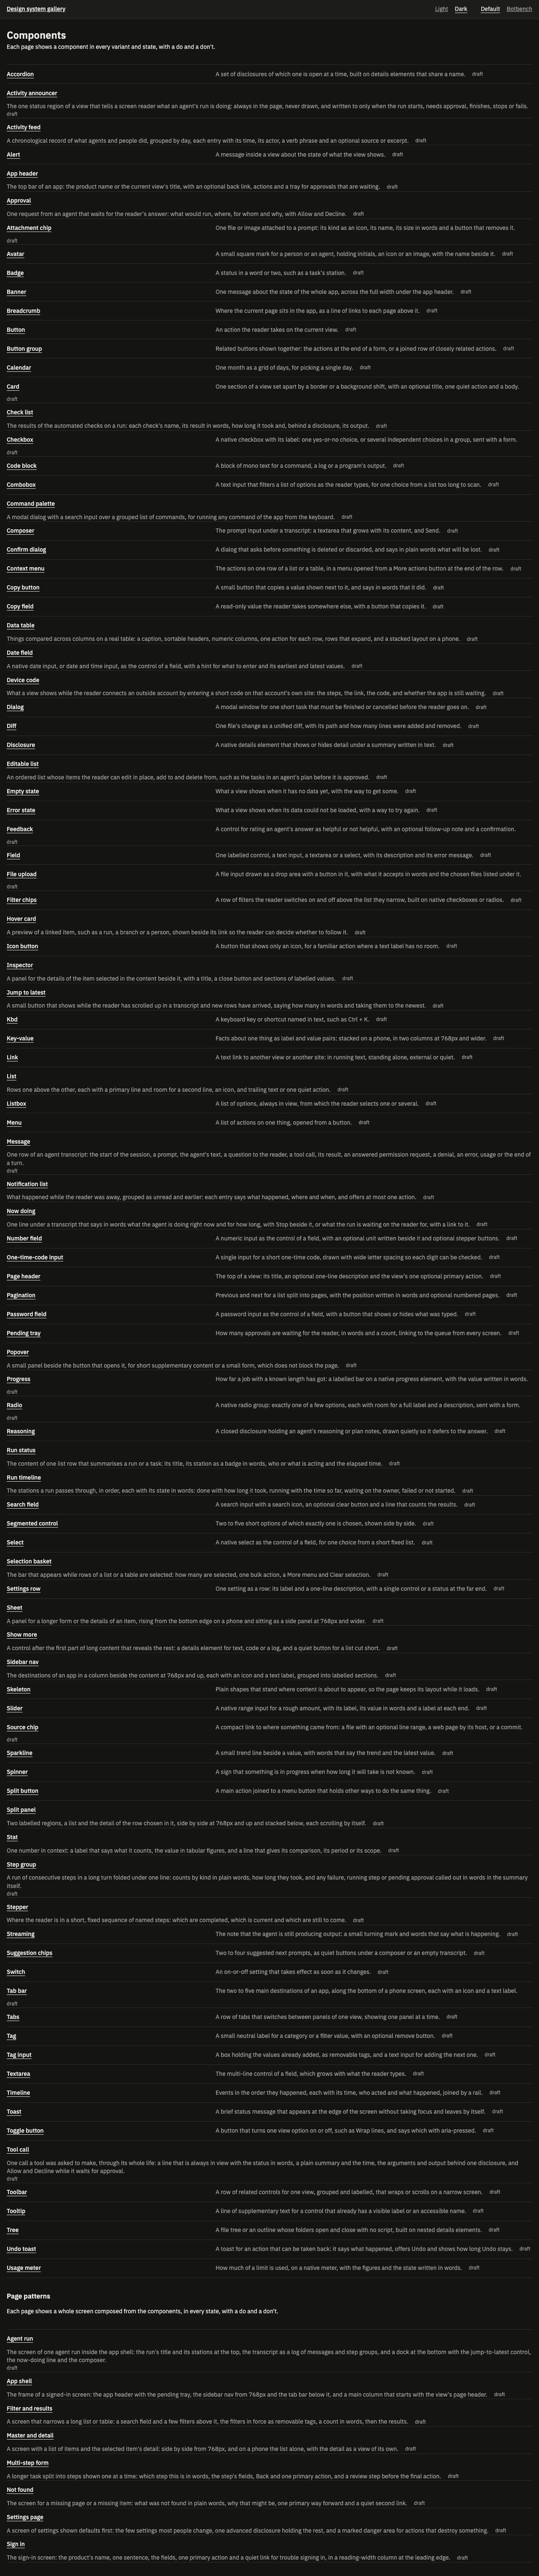 Design system gallery
Light Dark Default Botbench
Components
Each page shows a component in every variant and state, with a do and a don't.
Accordion A set of disclosures of which one is open at a time, built on details elements that share a name. draft
Activity announcer
The one status region of a view that tells a screen reader what an agent's run is doing: always in the page, never drawn, and written to only when the run starts, needs approval, finishes, stops or fails.
draft
Activity feed
A chronological record of what agents and people did, grouped by day, each entry with its time, its actor, a verb phrase and an optional source or excerpt. draft
Alert A message inside a view about the state of what the view shows. draft
App header
The top bar of an app: the product name or the current view's title, with an optional back link, actions and a tray for approvals that are waiting. draft
Approval
One request from an agent that waits for the reader's answer: what would run, where, for whom and why, with Allow and Decline. draft
Attachment chip One file or image attached to a prompt: its kind as an icon, its name, its size in words and a button that removes it.
draft
Avatar A small square mark for a person or an agent, holding initials, an icon or an image, with the name beside it. draft
Badge A status in a word or two, such as a task's station. draft
Banner One message about the state of the whole app, across the full width under the app header. draft
Breadcrumb Where the current page sits in the app, as a line of links to each page above it. draft
Button An action the reader takes on the current view. draft
Button group Related buttons shown together: the actions at the end of a form, or a joined row of closely related actions. draft
Calendar One month as a grid of days, for picking a single day. draft
Card One section of a view set apart by a border or a background shift, with an optional title, one quiet action and a body.
draft
Check list
The results of the automated checks on a run: each check's name, its result in words, how long it took and, behind a disclosure, its output. draft
Checkbox A native checkbox with its label: one yes-or-no choice, or several independent choices in a group, sent with a form.
draft
Code block A block of mono text for a command, a log or a program's output. draft
Combobox A text input that filters a list of options as the reader types, for one choice from a list too long to scan. draft
Command palette
A modal dialog with a search input over a grouped list of commands, for running any command of the app from the keyboard. draft
Composer The prompt input under a transcript: a textarea that grows with its content, and Send. draft
Confirm dialog A dialog that asks before something is deleted or discarded, and says in plain words what will be lost. draft
Context menu The actions on one row of a list or a table, in a menu opened from a More actions button at the end of the row. draft
Copy button A small button that copies a value shown next to it, and says in words that it did. draft
Copy field A read-only value the reader takes somewhere else, with a button that copies it. draft
Data table
Things compared across columns on a real table: a caption, sortable headers, numeric columns, one action for each row, rows that expand, and a stacked layout on a phone. draft
Date field
A native date input, or date and time input, as the control of a field, with a hint for what to enter and its earliest and latest values. draft
Device code
What a view shows while the reader connects an outside account by entering a short code on that account's own site: the steps, the link, the code, and whether the app is still waiting. draft
Dialog A modal window for one short task that must be finished or cancelled before the reader goes on. draft
Diff One file's change as a unified diff, with its path and how many lines were added and removed. draft
Disclosure A native details element that shows or hides detail under a summary written in text. draft
Editable list
An ordered list whose items the reader can edit in place, add to and delete from, such as the tasks in an agent's plan before it is approved. draft
Empty state What a view shows when it has no data yet, with the way to get some. draft
Error state What a view shows when its data could not be loaded, with a way to try again. draft
Feedback A control for rating an agent's answer as helpful or not helpful, with an optional follow-up note and a confirmation.
draft
Field One labelled control, a text input, a textarea or a select, with its description and its error message. draft
File upload A file input drawn as a drop area with a button in it, with what it accepts in words and the chosen files listed under it.
draft
Filter chips A row of filters the reader switches on and off above the list they narrow, built on native checkboxes or radios. draft
Hover card
A preview of a linked item, such as a run, a branch or a person, shown beside its link so the reader can decide whether to follow it. draft
Icon button A button that shows only an icon, for a familiar action where a text label has no room. draft
Inspector
A panel for the details of the item selected in the content beside it, with a title, a close button and sections of labelled values. draft
Jump to latest
A small button that shows while the reader has scrolled up in a transcript and new rows have arrived, saying how many in words and taking them to the newest. draft
Kbd A keyboard key or shortcut named in text, such as Ctrl + K. draft
Key-value Facts about one thing as label and value pairs: stacked on a phone, in two columns at 768px and wider. draft
Link A text link to another view or another site: in running text, standing alone, external or quiet. draft
List
Rows one above the other, each with a primary line and room for a second line, an icon, and trailing text or one quiet action. draft
Listbox A list of options, always in view, from which the reader selects one or several. draft
Menu A list of actions on one thing, opened from a button. draft
Message
One row of an agent transcript: the start of the session, a prompt, the agent's text, a question to the reader, a tool call, its result, an answered permission request, a denial, an error, usage or the end of
a turn.
draft
Notification list
What happened while the reader was away, grouped as unread and earlier: each entry says what happened, where and when, and offers at most one action. draft
Now doing
One line under a transcript that says in words what the agent is doing right now and for how long, with Stop beside it, or what the run is waiting on the reader for, with a link to it. draft
Number field A numeric input as the control of a field, with an optional unit written beside it and optional stepper buttons. draft
One-time-code input A single input for a short one-time code, drawn with wide letter spacing so each digit can be checked. draft
Page header The top of a view: its title, an optional one-line description and the view's one optional primary action. draft
Pagination Previous and next for a list split into pages, with the position written in words and optional numbered pages. draft
Password field A password input as the control of a field, with a button that shows or hides what was typed. draft
Pending tray How many approvals are waiting for the reader, in words and a count, linking to the queue from every screen. draft
Popover
A small panel beside the button that opens it, for short supplementary content or a small form, which does not block the page. draft
Progress How far a job with a known length has got: a labelled bar on a native progress element, with the value written in words.
draft
Radio A native radio group: exactly one of a few options, each with room for a full label and a description, sent with a form.
draft
Reasoning A closed disclosure holding an agent's reasoning or plan notes, drawn quietly so it defers to the answer. draft
Run status
The content of one list row that summarises a run or a task: its title, its station as a badge in words, who or what is acting and the elapsed time. draft
Run timeline
The stations a run passes through, in order, each with its state in words: done with how long it took, running with the time so far, waiting on the owner, failed or not started. draft
Search field A search input with a search icon, an optional clear button and a line that counts the results. draft
Segmented control Two to five short options of which exactly one is chosen, shown side by side. draft
Select A native select as the control of a field, for one choice from a short fixed list. draft
Selection basket
The bar that appears while rows of a list or a table are selected: how many are selected, one bulk action, a More menu and Clear selection. draft
Settings row One setting as a row: its label and a one-line description, with a single control or a status at the far end. draft
Sheet
A panel for a longer form or the details of an item, rising from the bottom edge on a phone and sitting as a side panel at 768px and wider. draft
Show more
A control after the first part of long content that reveals the rest: a details element for text, code or a log, and a quiet button for a list cut short. draft
Sidebar nav
The destinations of an app in a column beside the content at 768px and up, each with an icon and a text label, grouped into labelled sections. draft
Skeleton Plain shapes that stand where content is about to appear, so the page keeps its layout while it loads. draft
Slider A native range input for a rough amount, with its label, its value in words and a label at each end. draft
Source chip A compact link to where something came from: a file with an optional line range, a web page by its host, or a commit.
draft
Sparkline A small trend line beside a value, with words that say the trend and the latest value. draft
Spinner A sign that something is in progress when how long it will take is not known. draft
Split button A main action joined to a menu button that holds other ways to do the same thing. draft
Split panel
Two labelled regions, a list and the detail of the row chosen in it, side by side at 768px and up and stacked below, each scrolling by itself. draft
Stat
One number in context: a label that says what it counts, the value in tabular figures, and a line that gives its comparison, its period or its scope. draft
Step group
A run of consecutive steps in a long turn folded under one line: counts by kind in plain words, how long they took, and any failure, running step or pending approval called out in words in the summary
itself.
draft
Stepper
Where the reader is in a short, fixed sequence of named steps: which are completed, which is current and which are still to come. draft
Streaming The note that the agent is still producing output: a small turning mark and words that say what is happening. draft
Suggestion chips Two to four suggested next prompts, as quiet buttons under a composer or an empty transcript. draft
Switch An on-or-off setting that takes effect as soon as it changes. draft
Tab bar The two to five main destinations of an app, along the bottom of a phone screen, each with an icon and a text label.
draft
Tabs A row of tabs that switches between panels of one view, showing one panel at a time. draft
Tag A small neutral label for a category or a filter value, with an optional remove button. draft
Tag input A box holding the values already added, as removable tags, and a text input for adding the next one. draft
Textarea The multi-line control of a field, which grows with what the reader types. draft
Timeline Events in the order they happened, each with its time, who acted and what happened, joined by a rail. draft
Toast A brief status message that appears at the edge of the screen without taking focus and leaves by itself. draft
Toggle button A button that turns one view option on or off, such as Wrap lines, and says which with aria-pressed. draft
Tool call
One call a tool was asked to make, through its whole life: a line that is always in view with its status in words, a plain summary and the time, the arguments and output behind one disclosure, and
Allow and Decline while it waits for approval.
draft
Toolbar A row of related controls for one view, grouped and labelled, that wraps or scrolls on a narrow screen. draft
Tooltip A line of supplementary text for a control that already has a visible label or an accessible name. draft
Tree A file tree or an outline whose folders open and close with no script, built on nested details elements. draft
Undo toast A toast for an action that can be taken back: it says what happened, offers Undo and shows how long Undo stays. draft
Usage meter How much of a limit is used, on a native meter, with the figures and the state written in words. draft
Page patterns
Each page shows a whole screen composed from the components, in every state, with a do and a don't.
Agent run
The screen of one agent run inside the app shell: the run's title and its stations at the top, the transcript as a log of messages and step groups, and a dock at the bottom with the jump-to-latest control,
the now-doing line and the composer.
draft
App shell
The frame of a signed-in screen: the app header with the pending tray, the sidebar nav from 768px and the tab bar below it, and a main column that starts with the view's page header. draft
Filter and results
A screen that narrows a long list or table: a search field and a few filters above it, the filters in force as removable tags, a count in words, then the results. draft
Master and detail
A screen with a list of items and the selected item's detail: side by side from 768px, and on a phone the list alone, with the detail as a view of its own. draft
Multi-step form
A longer task split into steps shown one at a time: which step this is in words, the step's fields, Back and one primary action, and a review step before the final action. draft
Not found
The screen for a missing page or a missing item: what was not found in plain words, why that might be, one primary way forward and a quiet second link. draft
Settings page
A screen of settings shown defaults first: the few settings most people change, one advanced disclosure holding the rest, and a marked danger area for actions that destroy something. draft
Sign in
The sign-in screen: the product's name, one sentence, the fields, one primary action and a quiet link for trouble signing in, in a reading-width column at the leading edge. draft